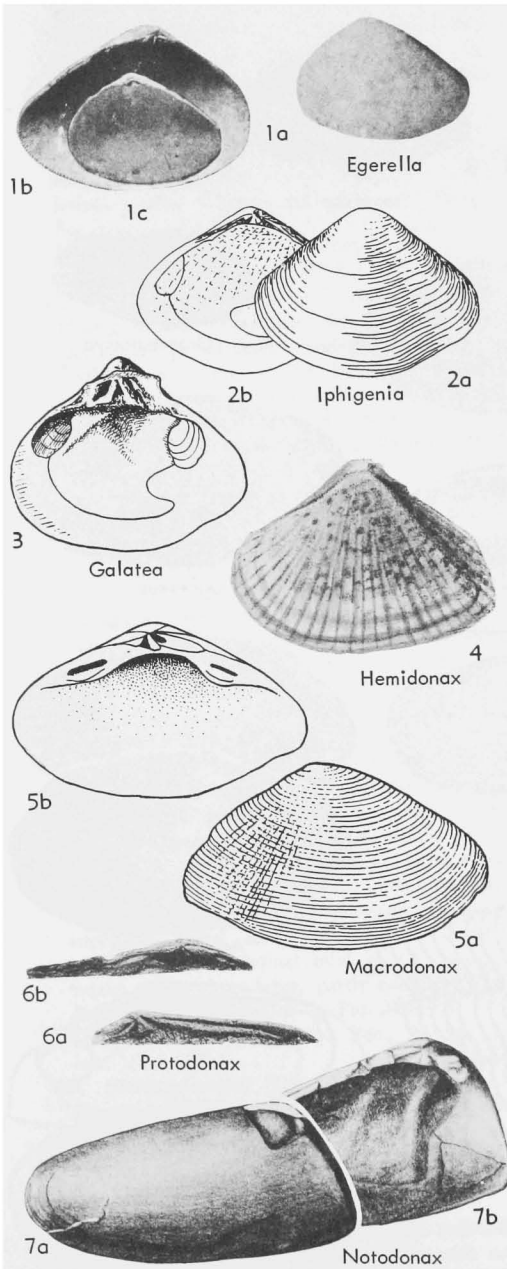 1a
Egerella
1b
1c
2b
Iphigenia
2a
3
Galatea
4
Hemidonax
5b
5a
Macrodonax
6b
6a
Protodonax
7a
7b
Notodonax